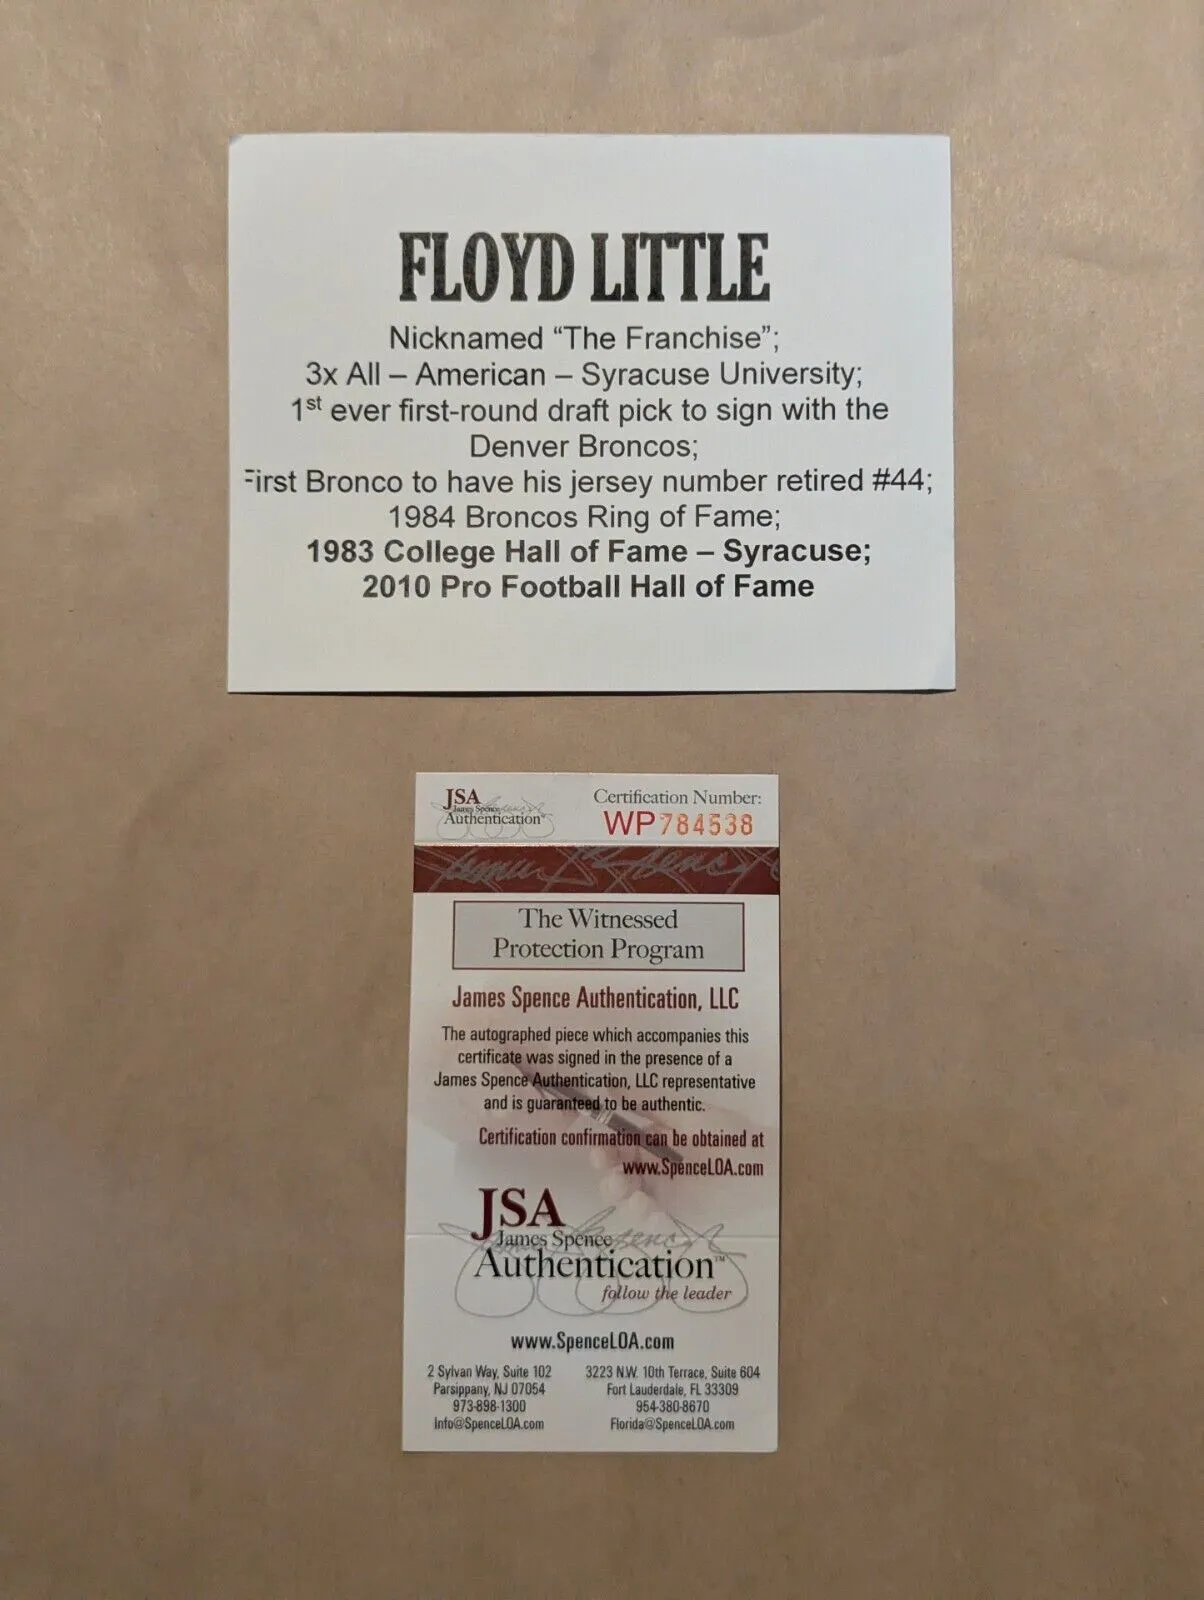 FLOYD LITTLE
Nicknamed “The Franchise”;
3x All – American – Syracuse University;
1st ever first-round draft pick to sign with the
Denver Broncos;
First Bronco to have his jersey number retired #44;
1984 Broncos Ring of Fame;
1983 College Hall of Fame – Syracuse;
2010 Pro Football Hall of Fame
JSA
James Spence
Authentication™
Certification Number:
WP784538
James Spence
The Witnessed
Protection Program
James Spence Authentication, LLC
The autographed piece which accompanies this
certificate was signed in the presence of a
James Spence Authentication, LLC representative
and is guaranteed to be authentic.
Certification confirmation can be obtained at
www.SpenceLOA.com
JSA
James Spence
Authentication™
follow the leader
www.SpenceLOA.com
2 Sylvan Way, Suite 102
Parsippany, NJ 07054
973-898-1300
Info@SpenceLOA.com
3223 N.W. 10th Terrace, Suite 604
Fort Lauderdale, FL 33309
954-380-8670
Florida@SpenceLOA.com